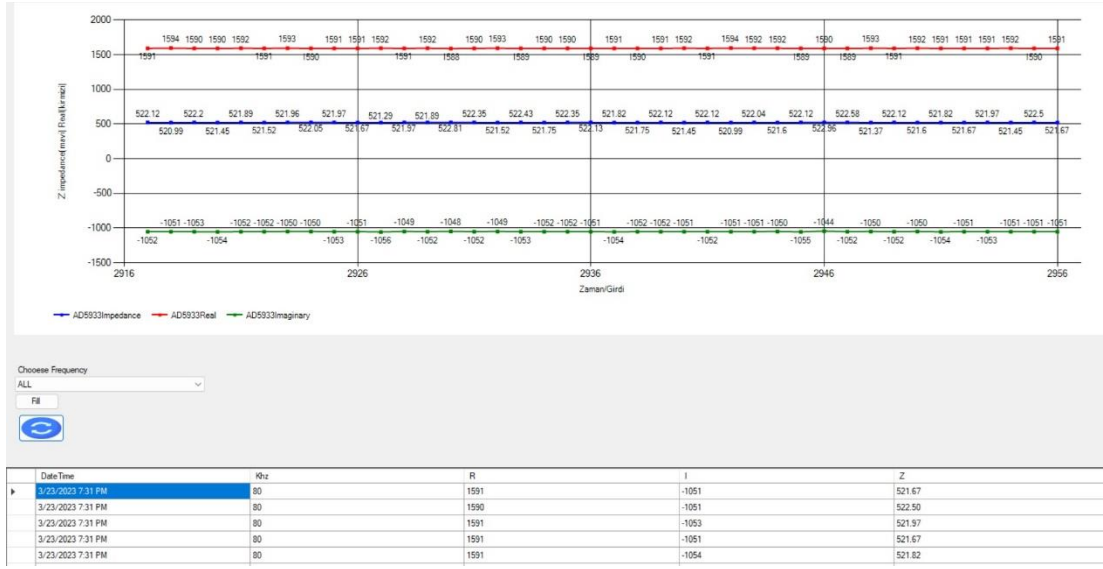 2000
1594 1590 1590 1592 1593 1591 1591 1592 1592 1590 1593 1590 1590 1591 1591 1592 1594 1592 1592 1590 1593 1592 1591 1591 1591 1592 1591
1500
1591 1591 1590 1591 1588 1589 1589 1590 1591 1589 1589 1591 1590
1000
522.12 522.2 521.89 521.96 521.97 521.29 521.89 522.35 522.43 522.35 521.82 522.12 522.12 522.04 522.12 522.58 522.12 521.82 521.97 522.5
500
520.99 521.45 521.52 522.05 521.67 521.97 522.81 521.52 521.75 522.13 521.75 521.45 520.99 521.6 522.96 521.37 521.6 521.67 521.45 521.67
0
-500
-1051 -1053 -1052 -1052 -1050 -1050 -1051 -1049 -1048 -1049 -1052 -1052 -1051 -1052 -1052 -1051 -1051 -1051 -1050 -1044 -1050 -1050 -1051 -1051 -1051 -1051
-1000
-1052 -1054 -1053 -1056 -1052 -1052 -1053 -1054 -1052 -1055 -1052 -1052 -1054 -1053
-1500
Z impedance(mavi) Real(kirmizi)
2916 2926 2936 2946 2956
Zaman/Girdi
AD5933Impedance AD5933Real AD5933Imaginary
Chooese Frequency
ALL
Fill
DateTime Khz R I Z
3/23/2023 7:31 PM 80 1591 -1051 521.67
3/23/2023 7:31 PM 80 1590 -1051 522.50
3/23/2023 7:31 PM 80 1591 -1053 521.97
3/23/2023 7:31 PM 80 1591 -1051 521.67
3/23/2023 7:31 PM 80 1591 -1054 521.82